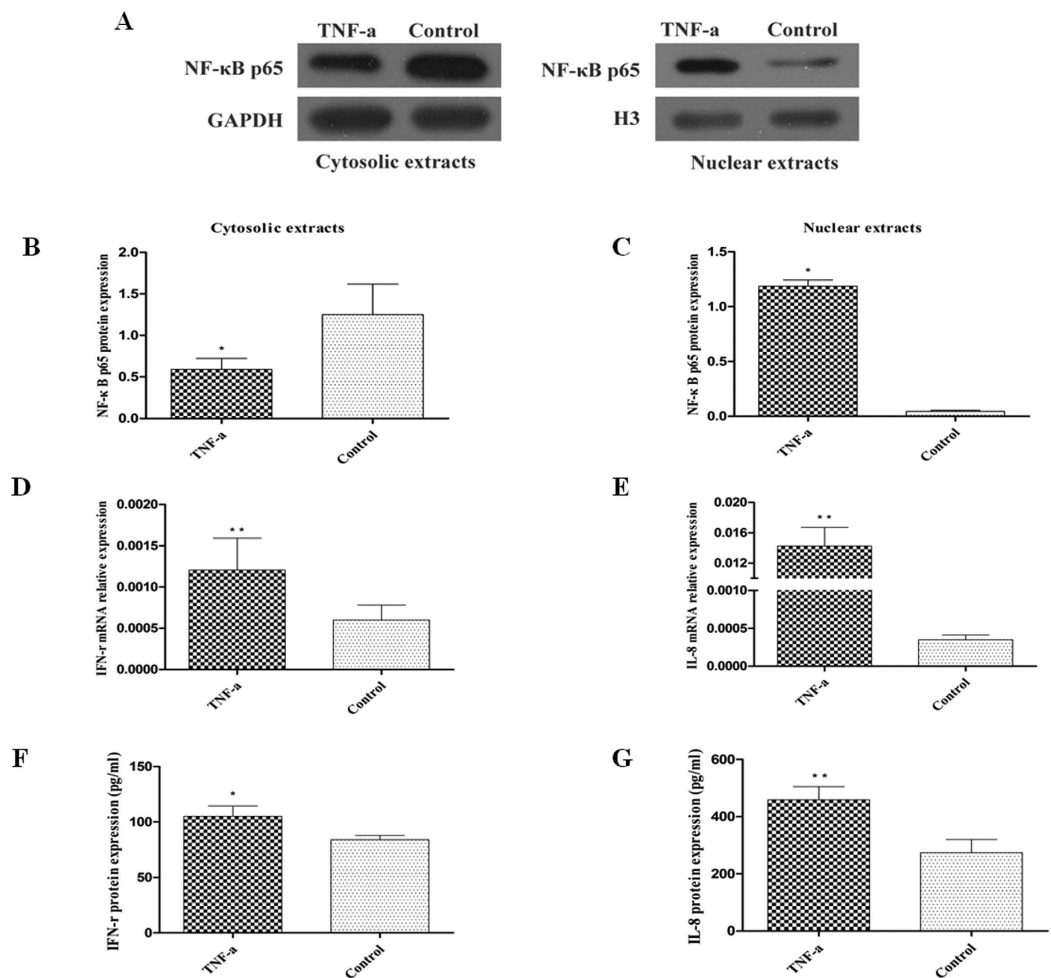 A
TNF-a Control
NF-κB p65
GAPDH
Cytosolic extracts
TNF-a Control
NF-κB p65
H3
Nuclear extracts
B
Cytosolic extracts
NF-κ B p65 protein expression
2.0
1.5
1.0
0.5
0.0
*
TNF-a
Control
C
Nuclear extracts
NF-κ B p65 protein expression
1.5
1.0
0.5
0.0
*
TNF-a
Control
D
IFN-r mRNA relative expression
0.0020
0.0015
0.0010
0.0005
0.0000
**
TNF-a
Control
E
IL-8 mRNA relative expression
0.020
0.016
0.012
0.0010
0.0005
0.0000
**
TNF-a
Control
F
IFN-r protein expression (pg/ml)
150
100
50
0
*
TNF-a
Control
G
IL-8 protein expression (pg/ml)
600
400
200
0
**
TNF-a
Control